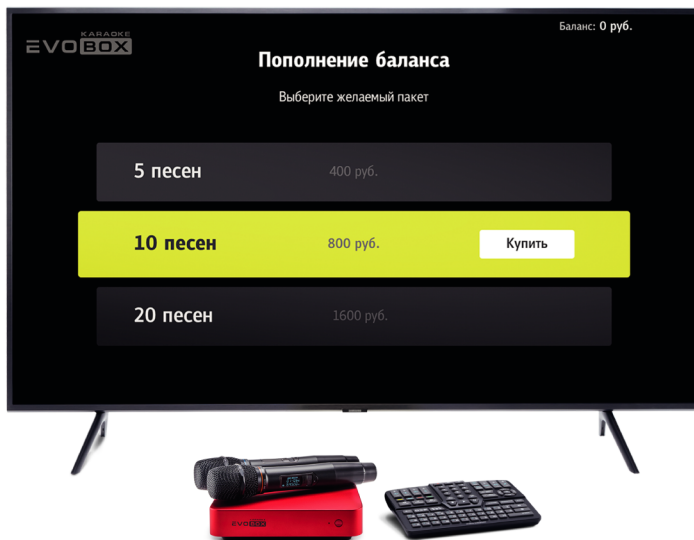 Баланс: 0 руб.
KARAOKE
EVOBOX
Пополнение баланса
Выберите желаемый пакет
5 песен 400 руб.
10 песен 800 руб. Купить
20 песен 1600 руб.
EVOBOX